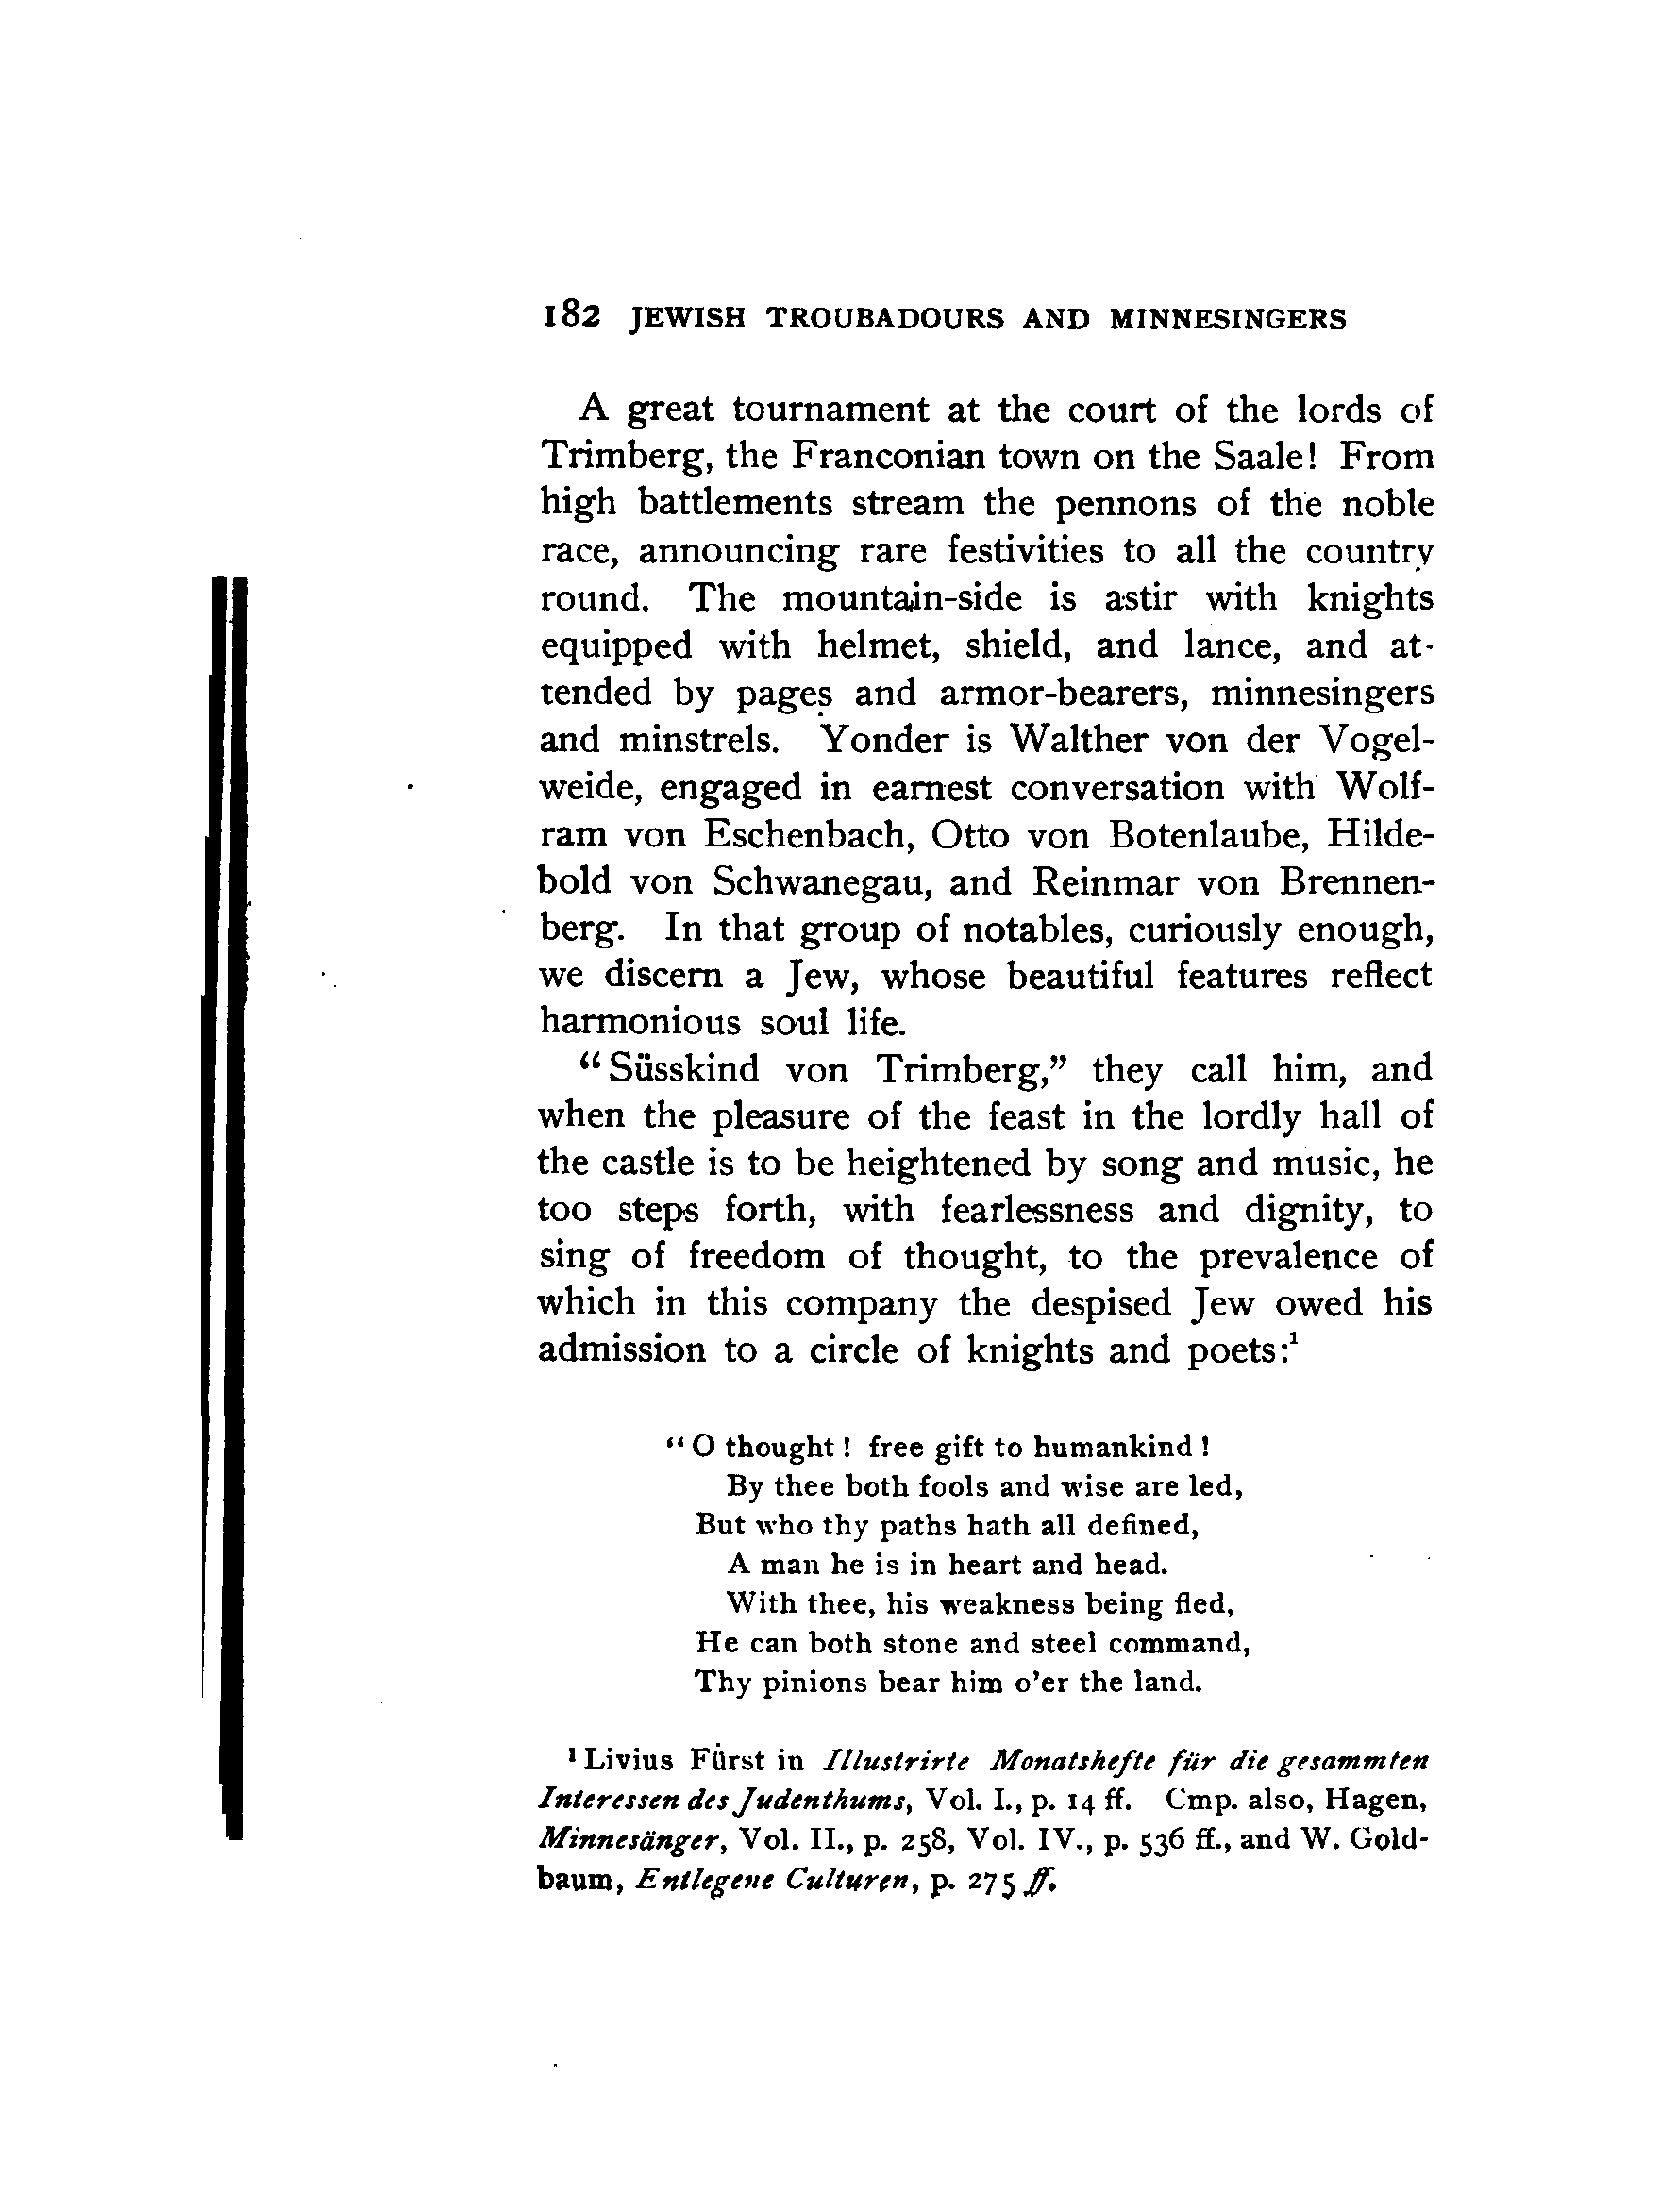 182 JEWISH TROUBADOURS AND MINNESINGERS
A great tournament at the court of the lords of
Trimberg, the Franconian town on the Saale! From
high battlements stream the pennons of the noble
race, announcing rare festivities to all the country
round. The mountain-side is astir with knights
equipped with helmet, shield, and lance, and at-
tended by pages and armor-bearers, minnesingers
and minstrels. Yonder is Walther von der Vogel-
weide, engaged in earnest conversation with Wolf-
ram von Eschenbach, Otto von Botenlaube, Hilde-
bold von Schwanegau, and Reinmar von Brennen-
berg. In that group of notables, curiously enough,
we discern a Jew, whose beautiful features reflect
harmonious soul life.
"Süsskind von Trimberg," they call him, and
when the pleasure of the feast in the lordly hall of
the castle is to be heightened by song and music, he
too steps forth, with fearlessness and dignity, to
sing of freedom of thought, to the prevalence of
which in this company the despised Jew owed his
admission to a circle of knights and poets:¹
"O thought! free gift to humankind!
By thee both fools and wise are led,
But who thy paths hath all defined,
A man he is in heart and head.
With thee, his weakness being fled,
He can both stone and steel command,
Thy pinions bear him o'er the land.
¹ Livius Fürst in Illustrirte Monatshefte für die gesammten
Interessen des Judenthums, Vol. I., p. 14 ff. Cmp. also, Hagen,
Minnesänger, Vol. II., p. 258, Vol. IV., p. 536 ff., and W. Gold-
baum, Entlegene Culturen, p. 275 ff.